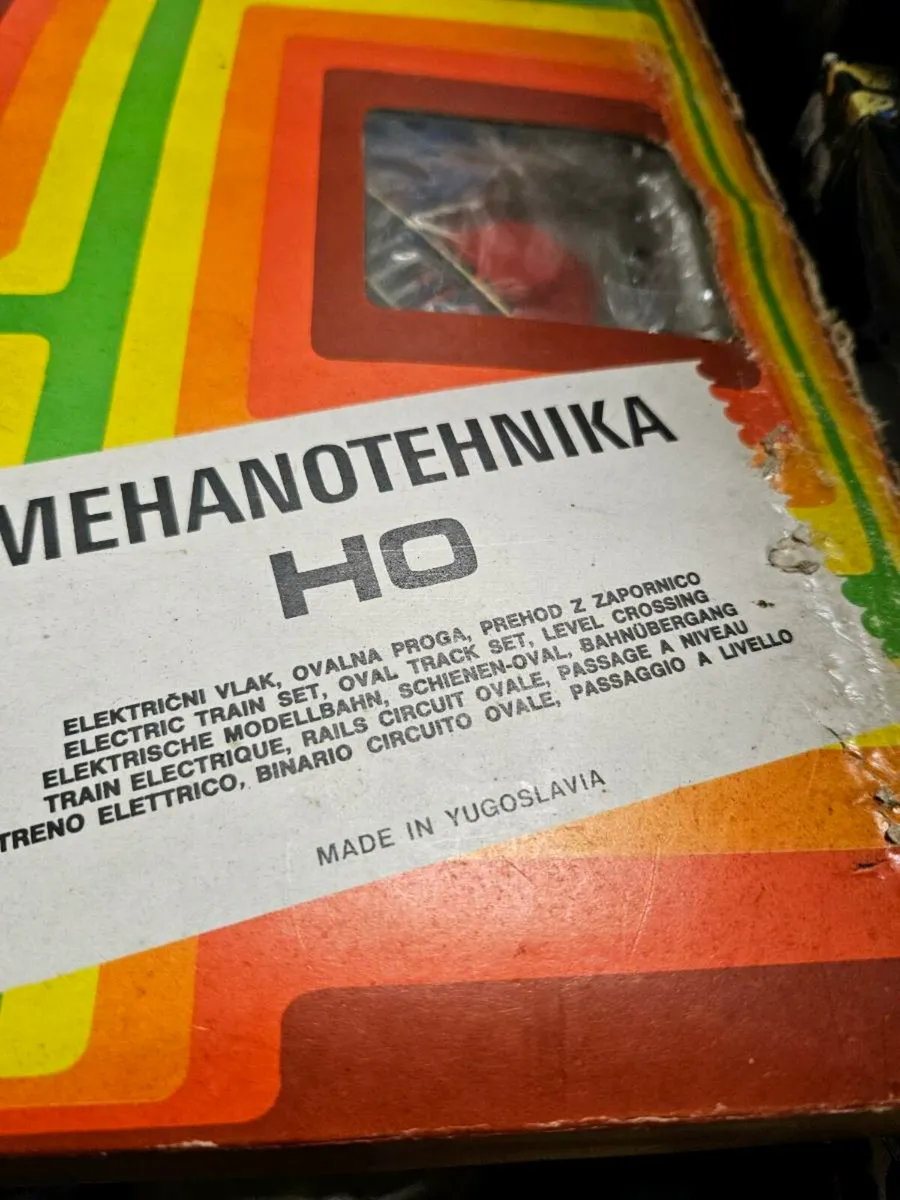 MEHANOTEHNIKA
HO
ELEKTRIČNI VLAK, OVALNA PROGA, PREHOD Z ZAPORNICO
ELECTRIC TRAIN SET, OVAL TRACK SET, LEVEL CROSSING
ELEKTRISCHE MODELLBAHN, SCHIENEN-OVAL, BAHNÜBERGANG
TRAIN ELECTRIQUE, RAILS CIRCUIT OVALE, PASSAGE A NIVEAU
TRENO ELETTRICO, BINARIO CIRCUITO OVALE, PASSAGGIO A LIVELLO
MADE IN YUGOSLAVIA